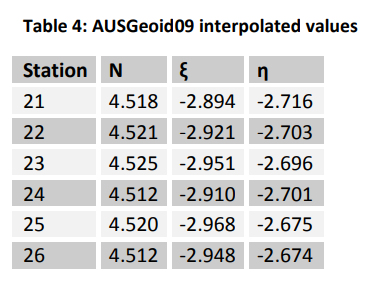 Table 4: AUSGeoid09 interpolated values
Station N ξ η
21 4.518 -2.894 -2.716
22 4.521 -2.921 -2.703
23 4.525 -2.951 -2.696
24 4.512 -2.910 -2.701
25 4.520 -2.968 -2.675
26 4.512 -2.948 -2.674